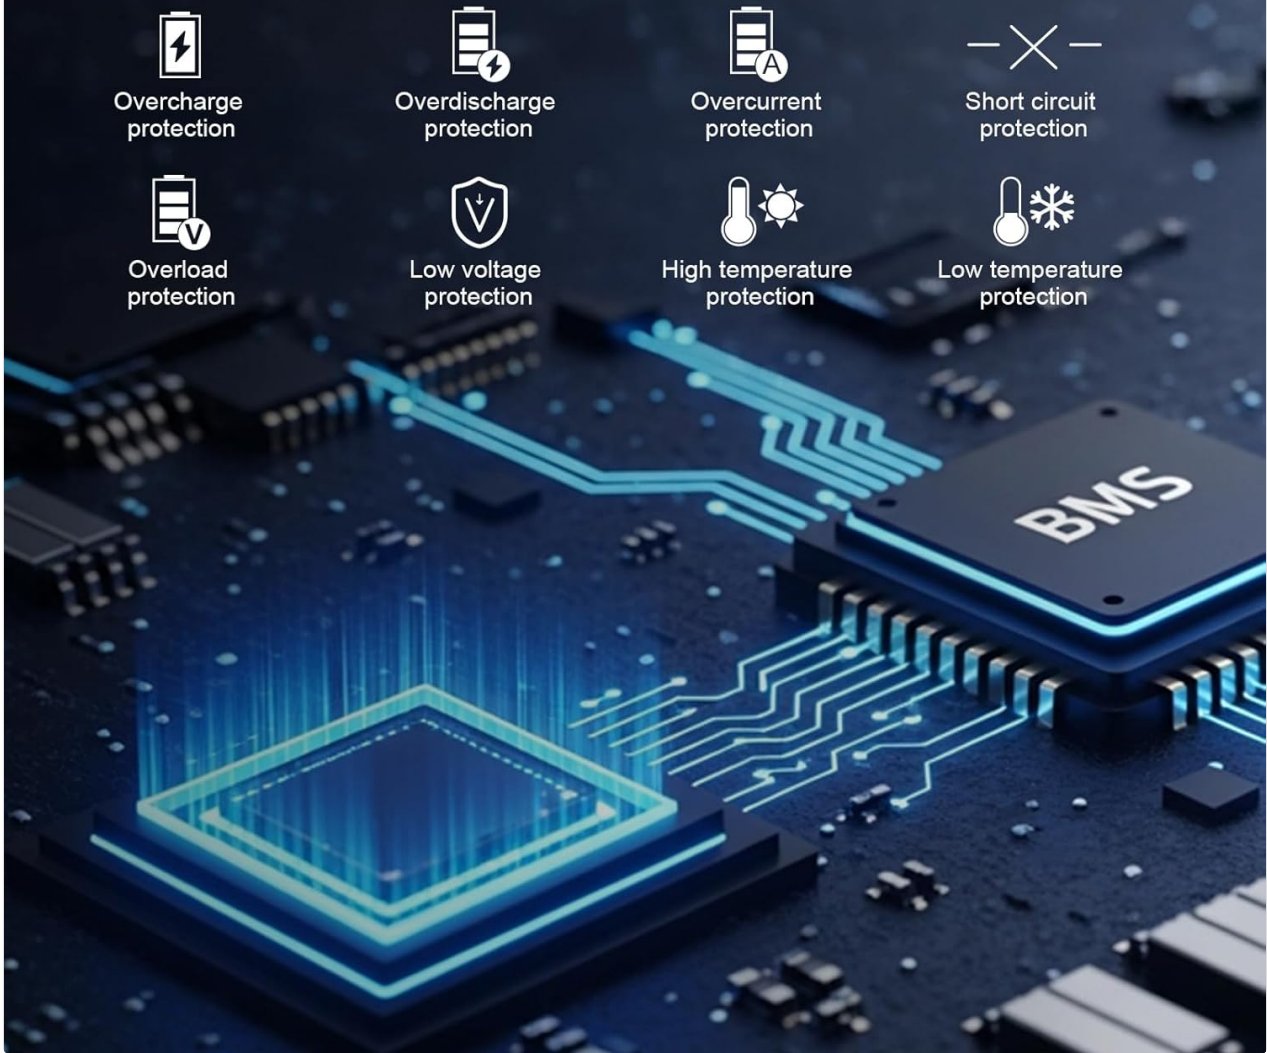 Overcharge
protection
Overdischarge
protection
A
Overcurrent
protection
Short circuit
protection
V
Overload
protection
V
Low voltage
protection
High temperature
protection
Low temperature
protection
BMS